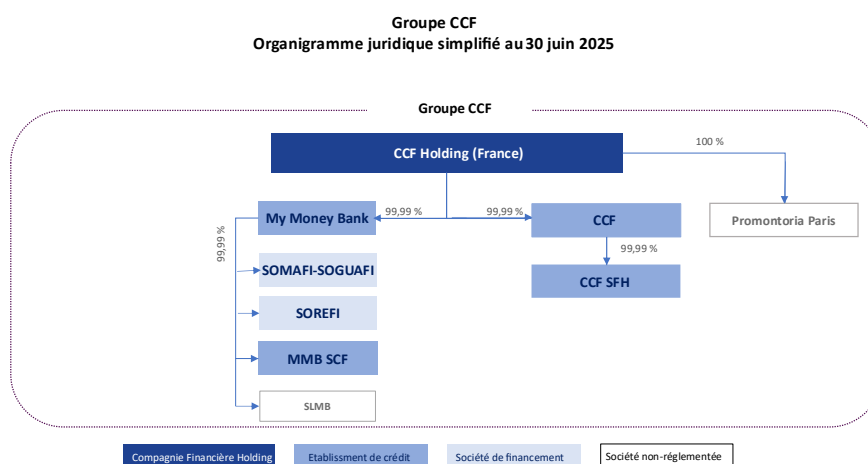 Groupe CCF
Organigramme juridique simplifié au 30 juin 2025
Groupe CCF
CCF Holding (France)
100 %
My Money Bank
99,99 %
99,99 %
CCF
Promontoria Paris
99,99 %
99,99 %
SOMAFI-SOGUAFI
CCF SFH
SOREFI
MMB SCF
SLMB
Compagnie Financière Holding
Etablissment de crédit
Société de financement
Société non-réglementée